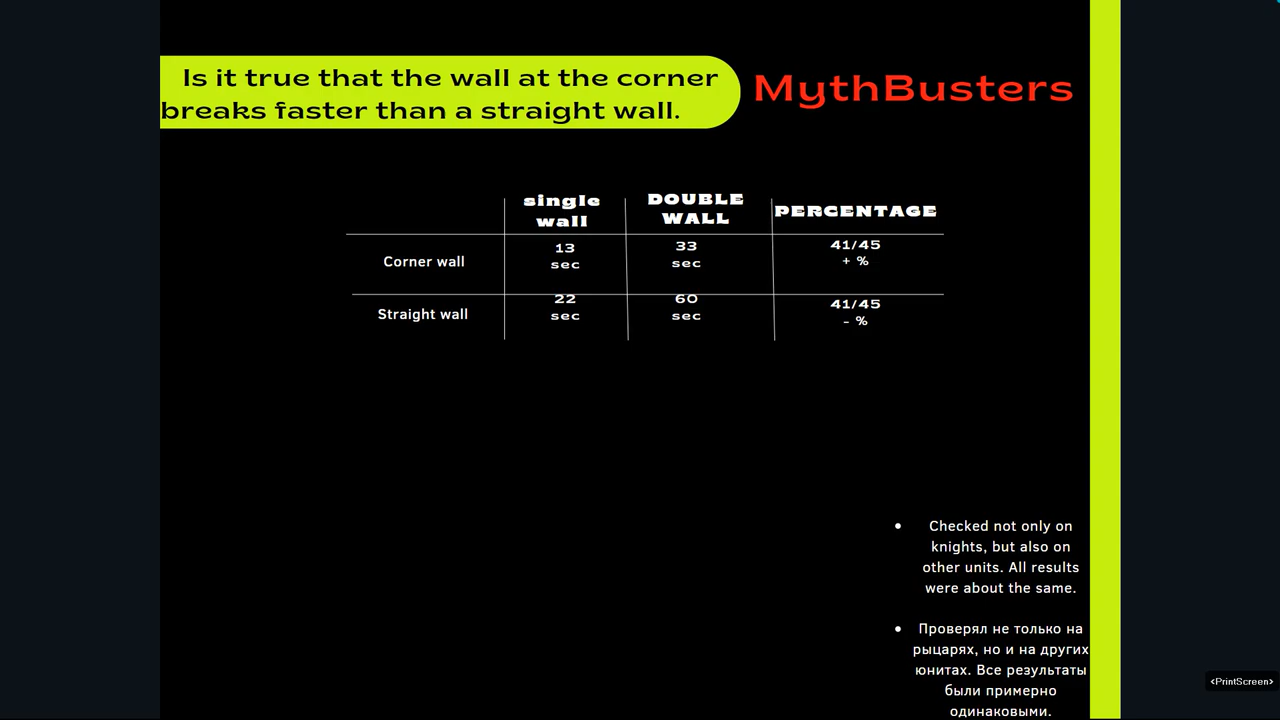 Is it true that the wall at the corner
breaks faster than a straight wall.
MythBusters
single
wall
DOUBLE
WALL
PERCENTAGE
Corner wall
13
sec
33
sec
41/45
+ %
Straight wall
22
sec
60
sec
41/45
- %
• Checked not only on
knights, but also on
other units. All results
were about the same.
• Проверял не только на
рыцарях, но и на других
юнитах. Все результаты
были примерно
одинаковыми.
<PrintScreen>